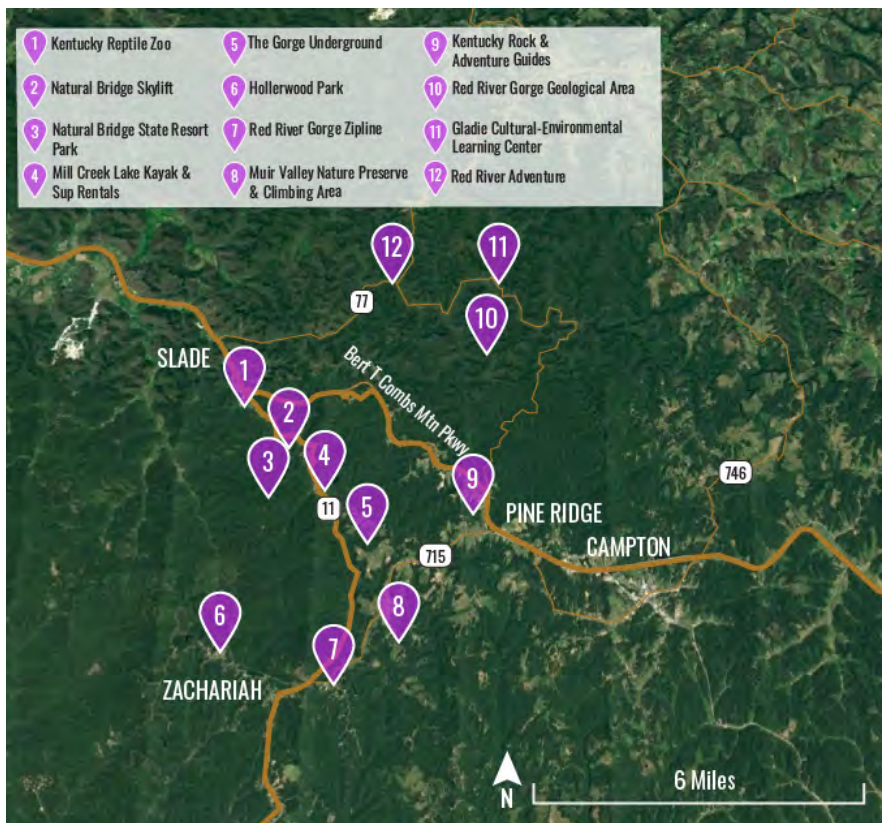 1 Kentucky Reptile Zoo
2 Natural Bridge Skylift
3 Natural Bridge State Resort
Park
4 Mill Creek Lake Kayak &
Sup Rentals
5 The Gorge Underground
6 Hollerwood Park
7 Red River Gorge Zipline
8 Muir Valley Nature Preserve
& Climbing Area
9 Kentucky Rock &
Adventure Guides
10 Red River Gorge Geological Area
11 Gladie Cultural-Environmental
Learning Center
12 Red River Adventure
12
11
77
10
SLADE
1
Bert T Combs Mtn Pkwy
2
3
4
9
746
5
11
PINE RIDGE
715
CAMPTON
6
8
7
ZACHARIAH
N
6 Miles